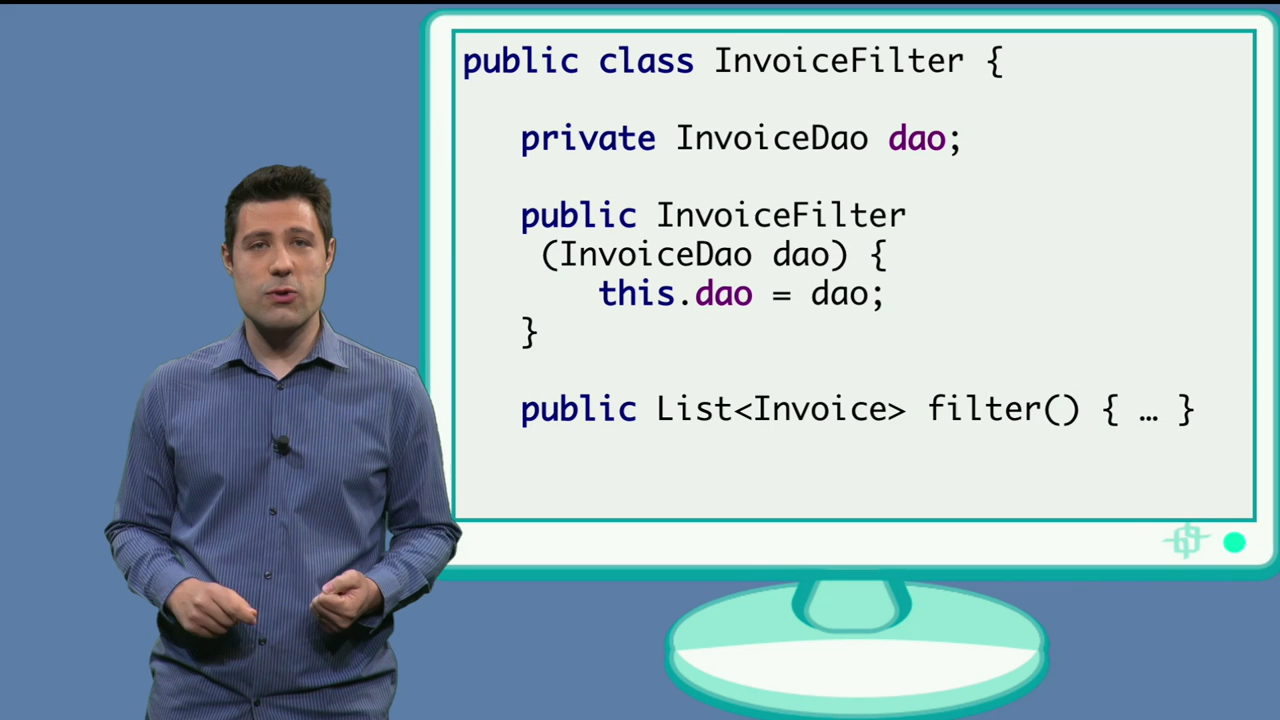 public class InvoiceFilter {
private InvoiceDao dao;
public InvoiceFilter
(InvoiceDao dao) {
this.dao = dao;
}
public List<Invoice> filter() { … }